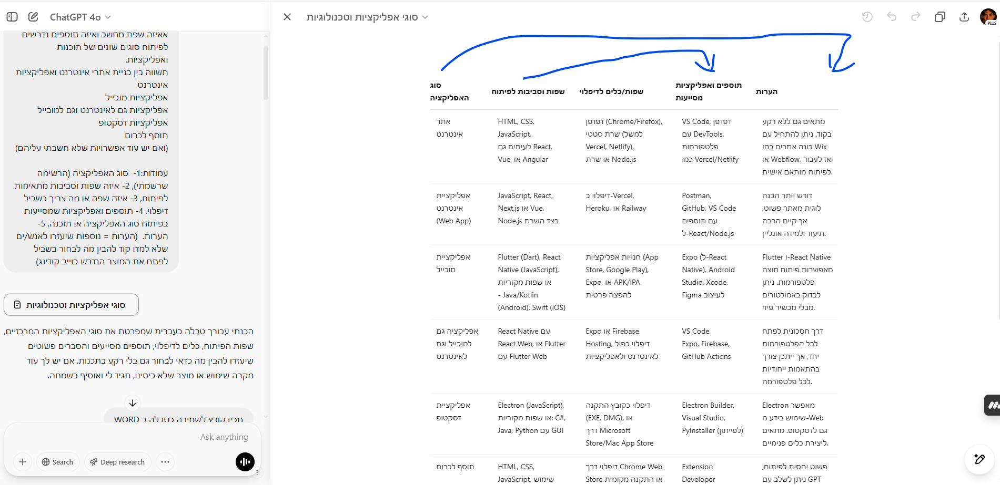 ChatGPT 4o
סוגי אפליקציות וטכנולוגיות
PLUS
אאיזה שפת מחשב ואיזה תוספים נדרשים
לפיתוח סוגים שונים של תוכנות
ואפליקציות.
תשווה בין בניית אתרי אינטרנט ואפליקציות
אינטרנט
אפליקציות מובייל
אפליקציות גם לאינטרנט וגם למובייל
אפליקציות דסקטופ
תוסף לכרום
(ואם יש עוד אפשרויות שלא חשבתי עליהם)
עמודות:1- סוג האפליקציה (הרשימה
שרשמתי), 2- איזה שפות וסביבות מתאימות
לפיתוח, 3- איזה שפה או מה צריך בשביל
דיפלוי, 4- תוספים ואפליקציות שמסייעות
בפיתוח סוג האפליקציה או תוכנה, 5-
הערות. (הערות = נוספות שיעזרו לאנש/ים
שלא למדו קוד להבין מה לבחור בשביל
לפתח את המוצר הנדרש בוייב קודינג)
סוגי אפליקציות וטכנולוגיות
הכנתי עבורך טבלה בעברית שמפרטת את סוגי האפליקציות המרכזיים,
שפות הפיתוח, כלים לדיפלוי, תוספים מסייעים והסברים פשוטים
שיעזרו להבין מה כדאי לבחור גם בלי רקע בתכנות. אם יש לך עוד
מקרה שימוש או מוצר שלא כיסינו, תגיד לי ואוסיף בשמחה.
תכין קובץ לשמירה כטבלה כ WORD
Ask anything
Search
Deep research
?
סוג
האפליקציה
שפות וסביבות לפיתוח
שפות/כלים לדיפלוי
תוספים ואפליקציות
מסייעות
הערות
אתר
אינטרנט
HTML, CSS,
JavaScript.
לעיתים גם React,
Vue, או Angular
דפדפן (Chrome/Firefox),
שרת סטטי (למשל
Vercel, Netlify),
או שרת Node.js
VS Code, דפדפן
עם DevTools,
פלטפורמות
כמו Vercel/Netlify
מתאים גם ללא רקע
בקוד. ניתן להתחיל עם
בונה אתרים כמו Wix
או Webflow, ואז לעבור
לפיתוח מותאם אישית.
אפליקציית
אינטרנט
(Web App)
JavaScript, React,
Next.js או Vue,
Node.js בצד השרת
דיפלוי ב-Vercel,
Heroku, או Railway
Postman,
GitHub, VS Code
עם תוספים
ל-React/Node.js
דורש יותר הבנה
לוגית מאתר פשוט,
אך קיים הרבה
תיעוד ולמידה אונליין.
אפליקציית
מובייל
Flutter (Dart), React
Native (JavaScript),
או שפות מקוריות
- Java/Kotlin
(Android), Swift (iOS)
חנויות אפליקציות (App
Store, Google Play),
Expo, או APK/IPA
להפצה פרטית
Expo (ל-React
Native), Android
Studio, Xcode,
Figma לעיצוב
Flutter ו-React Native
מאפשרות פיתוח חוצה
פלטפורמות. ניתן
לבדוק באמולטורים
מבלי מכשיר פיזי.
אפליקציה גם
למובייל וגם
לאינטרנט
React Native עם
React Web, או Flutter
עם Flutter Web
Expo או Firebase
Hosting, דיפלוי כפול
לאינטרנט ולאפליקציות
VS Code,
Expo, Firebase,
GitHub Actions
דרך חסכונית לפתח
לכל הפלטפורמות
יחד, אך ייתכן צורך
בהתאמות ייחודיות
לכל פלטפורמה.
אפליקציית
דסקטופ
Electron (JavaScript),
או שפות מקוריות: C#,
Java, Python עם GUI
דיפלוי כקובץ התקנה
(EXE, DMG), או
דרך Microsoft
Store/Mac App Store
Electron Builder,
Visual Studio,
PyInstaller (לפייתון)
Electron מאפשר
שימוש בידע מ-Web
גם לדסקטופ. מתאים
ליצירת כלים פנימיים.
תוסף לכרום
HTML, CSS,
JavaScript, שימוש
דיפלוי דרך Chrome Web
Store או התקנה מקומית
Extension
Developer
פשוט יחסית לפיתוח,
ניתן לשלב עם GPT